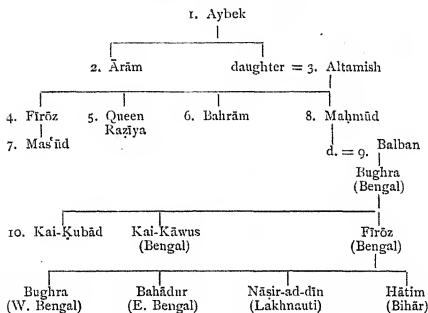 1. Aybek
2. Ārām daughter = 3. Altamish
4. Fīrōz 5. Queen 6. Bahrām 8. Maḥmūd
Raẓīya
7. Mas'ūd d. = 9. Balban
Bughra
(Bengal)
10. Kai-Ḳubād Kai-Kāwus Fīrōz
(Bengal) (Bengal)
Bughra Bahādur Nāṣir-ad-dīn Hātim
(W. Bengal) (E. Bengal) (Lakhnauti) (Bihār)